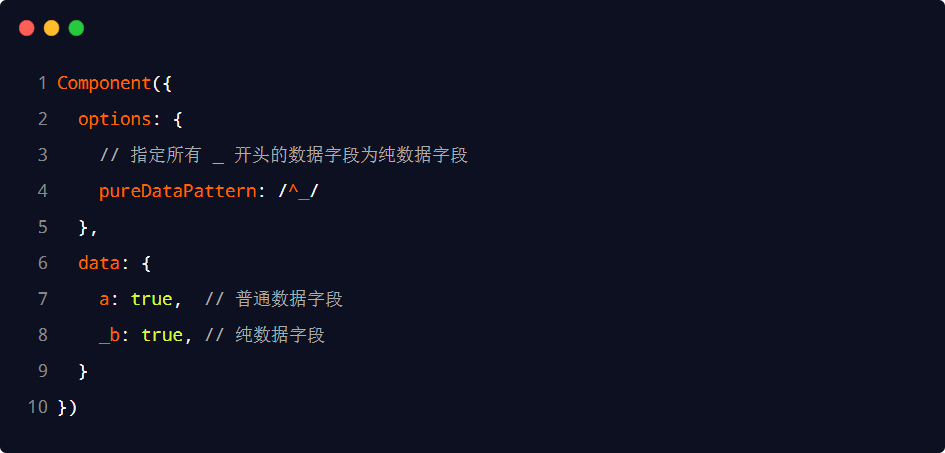 1 Component({
2   options: {
3     // 指定所有 _ 开头的数据字段为纯数据字段
4     pureDataPattern: /^_/
5   },
6   data: {
7     a: true,  // 普通数据字段
8     _b: true, // 纯数据字段
9   }
10 })